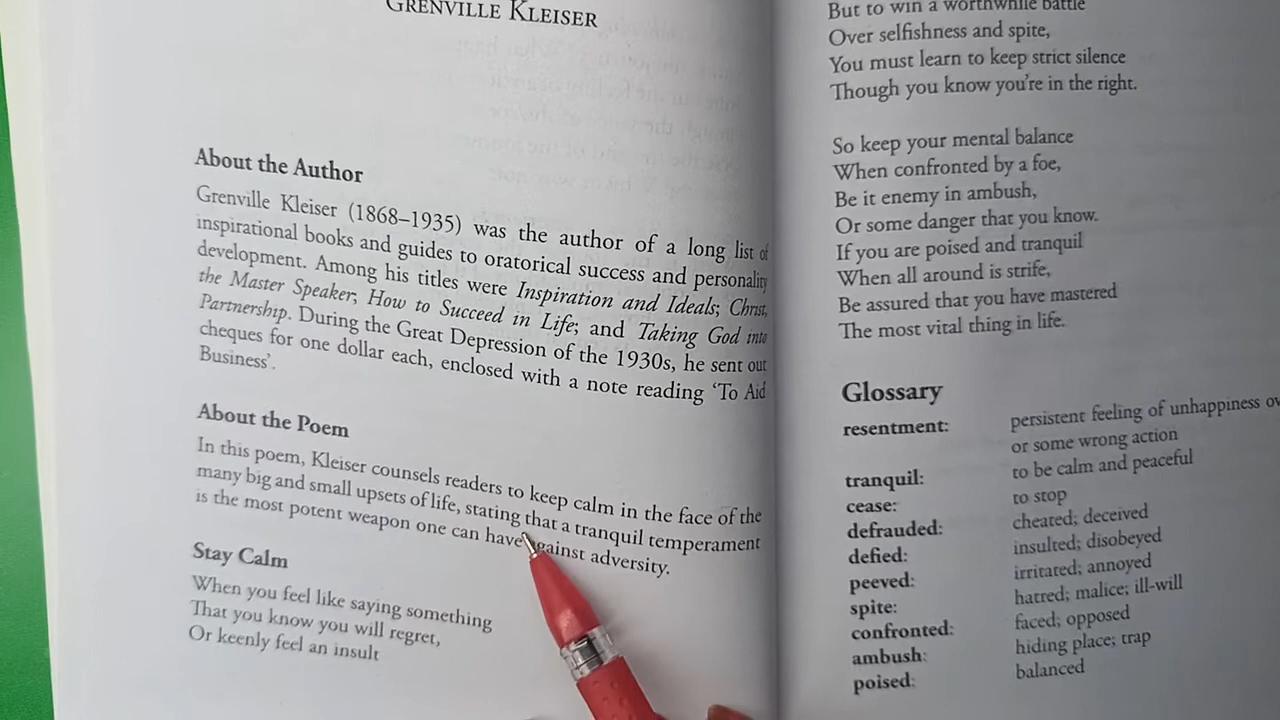 GRENVILLE KLEISER
About the Author
Grenville Kleiser (1868–1935) was the author of a long list of
inspirational books and guides to oratorical success and personality
development. Among his titles were Inspiration and Ideals; Christ,
the Master Speaker; How to Succeed in Life; and Taking God into
Partnership. During the Great Depression of the 1930s, he sent out
cheques for one dollar each, enclosed with a note reading ‘To Aid
Business’.
About the Poem
In this poem, Kleiser counsels readers to keep calm in the face of the
many big and small upsets of life, stating that a tranquil temperament
is the most potent weapon one can have against adversity.
Stay Calm
When you feel like saying something
That you know you will regret,
Or keenly feel an insult
But to win a worthwhile battle
Over selfishness and spite,
You must learn to keep strict silence
Though you know you're in the right.
So keep your mental balance
When confronted by a foe,
Be it enemy in ambush,
Or some danger that you know.
If you are poised and tranquil
When all around is strife,
Be assured that you have mastered
The most vital thing in life.
Glossary
resentment: persistent feeling of unhappiness
or some wrong action
tranquil: to be calm and peaceful
cease: to stop
defrauded: cheated; deceived
defied: insulted; disobeyed
peeved: irritated; annoyed
spite: hatred; malice; ill-will
confronted: faced; opposed
ambush: hiding place; trap
poised: balanced